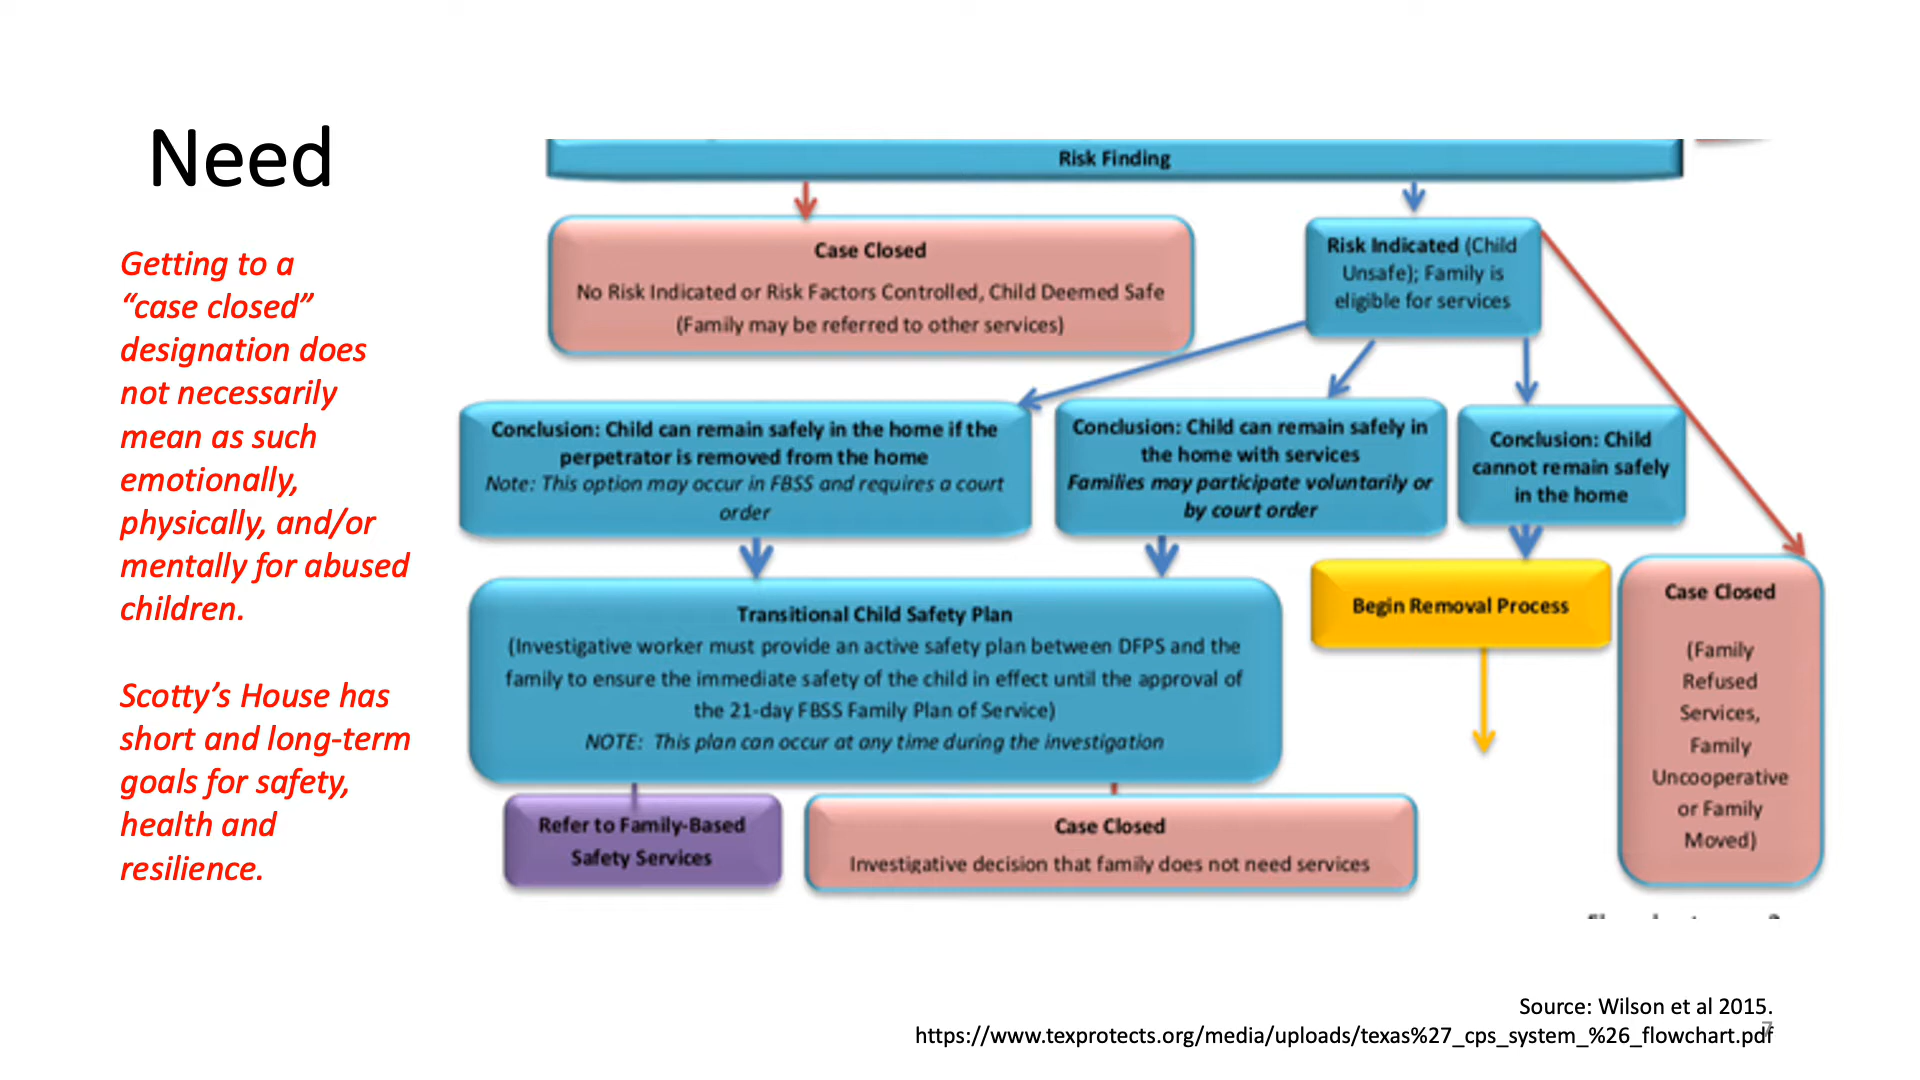 Need
Getting to a
“case closed”
designation does
not necessarily
mean as such
emotionally,
physically, and/or
mentally for abused
children.
Scotty’s House has
short and long-term
goals for safety,
health and
resilience.
Risk Finding
Case Closed
No Risk Indicated or Risk Factors Controlled, Child Deemed Safe
(Family may be referred to other services)
Risk Indicated (Child
Unsafe); Family is
eligible for services
Conclusion: Child can remain safely in the home if the
perpetrator is removed from the home
Note: This option may occur in FBSS and requires a court
order
Conclusion: Child can remain safely in
the home with services
Families may participate voluntarily or
by court order
Conclusion: Child
cannot remain safely
in the home
Transitional Child Safety Plan
(Investigative worker must provide an active safety plan between DFPS and the
family to ensure the immediate safety of the child in effect until the approval of
the 21-day FBSS Family Plan of Service)
NOTE: This plan can occur at any time during the investigation
Begin Removal Process
Case Closed
(Family
Refused
Services,
Family
Uncooperative
or Family
Moved)
Refer to Family-Based
Safety Services
Case Closed
Investigative decision that family does not need services
Source: Wilson et al 2015.
https://www.texprotects.org/media/uploads/texas%27_cps_system_%26_flowchart.pdf
7